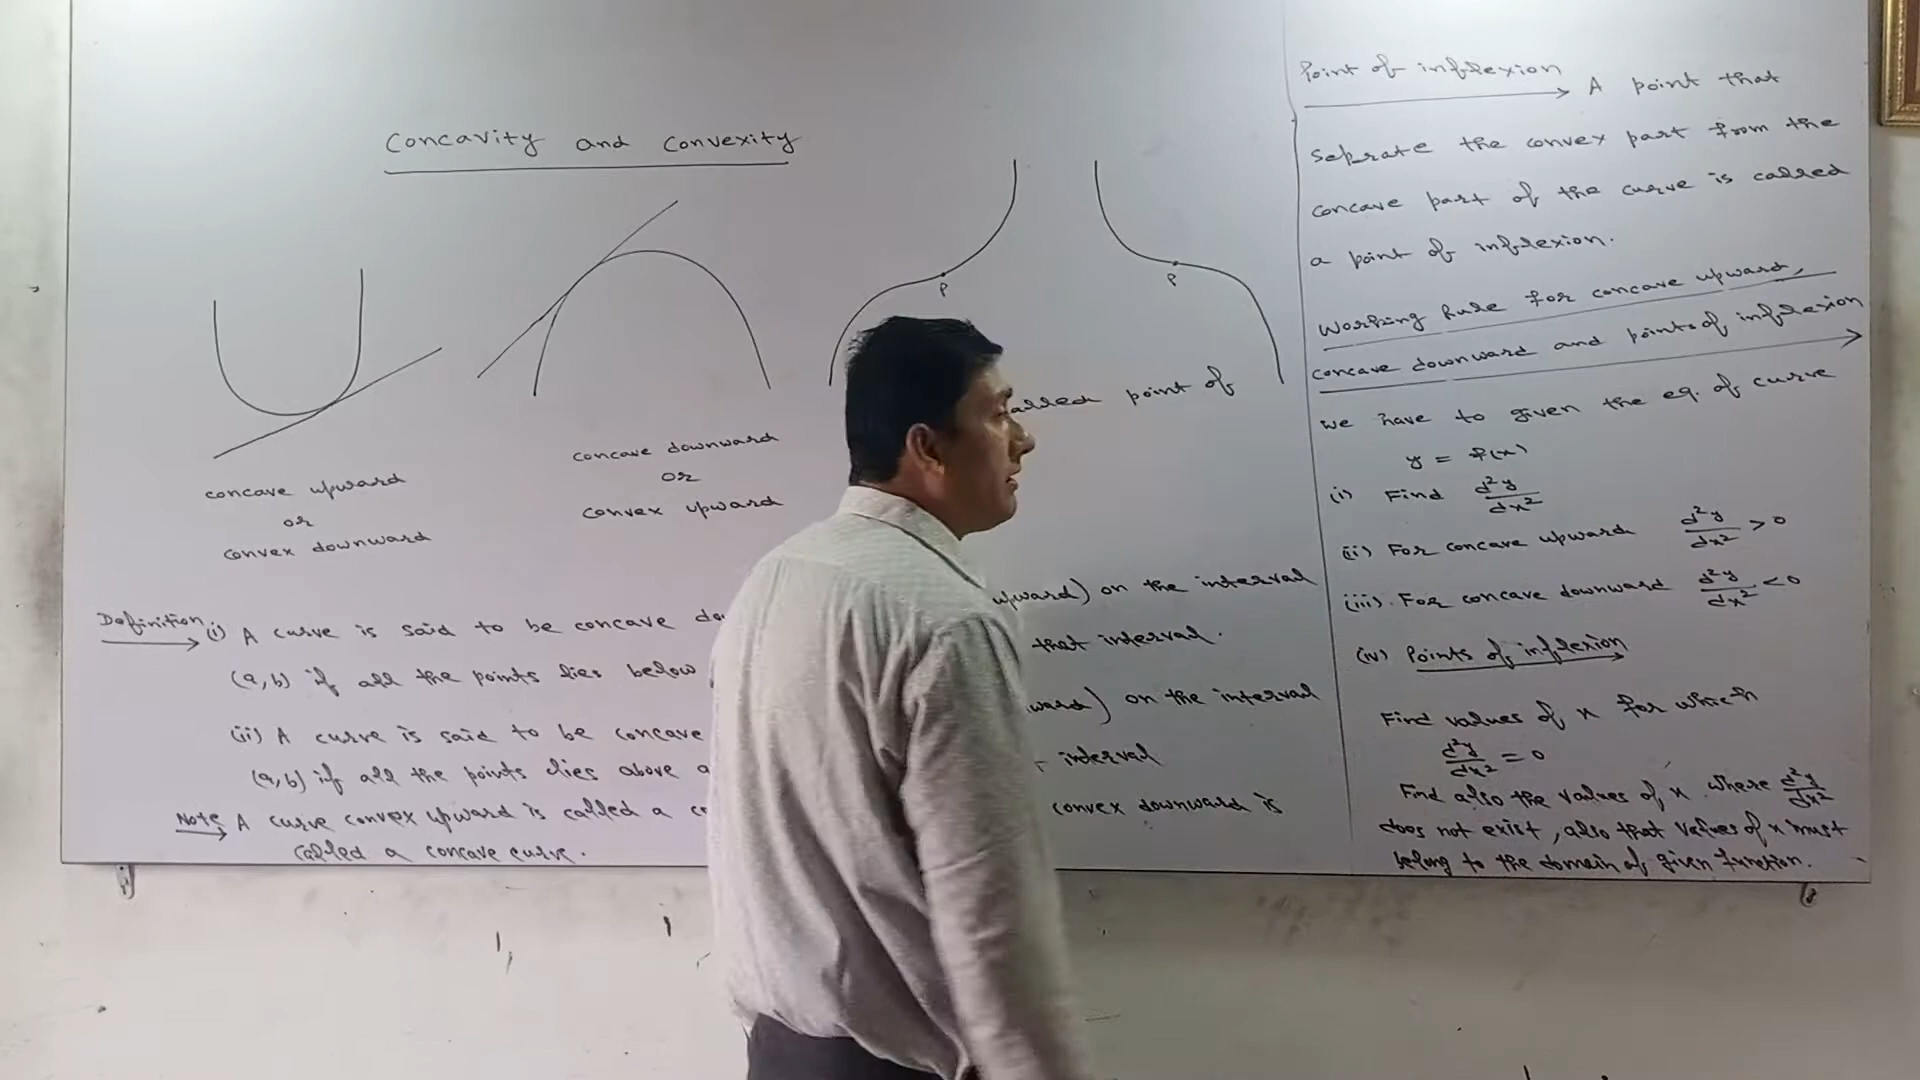 Concavity and Convexity
P
P
concave upward
or
convex downward
concave downward
OR
convex upward
point of
Definition (i) A curve is said to be concave
upward) on the interval
(a,b) if all the points lies below
that interval.
(ii) A curve is said to be concave
ward) on the interval
(a,b) if all the points lies above
interval
Note A curve convex upward is called a
convex downward is
called a concave curve.
Point of inflexion A point that
Seprate the convex part from the
concave part of the curve is called
a point of inflexion.
Working Rule for concave upward,
concave downward and points of inflexion
we have to given the eq. of curve
y = f(x)
(i) Find d²y/dx²
(ii) For concave upward d²y/dx² > 0
(iii). For concave downward d²y/dx² < 0
(iv) Points of inflexion
Find values of x for which
d²y/dx² = 0
Find also the values of x where d²y/dx²
does not exist, also that values of x must
belong to the domain of given function.